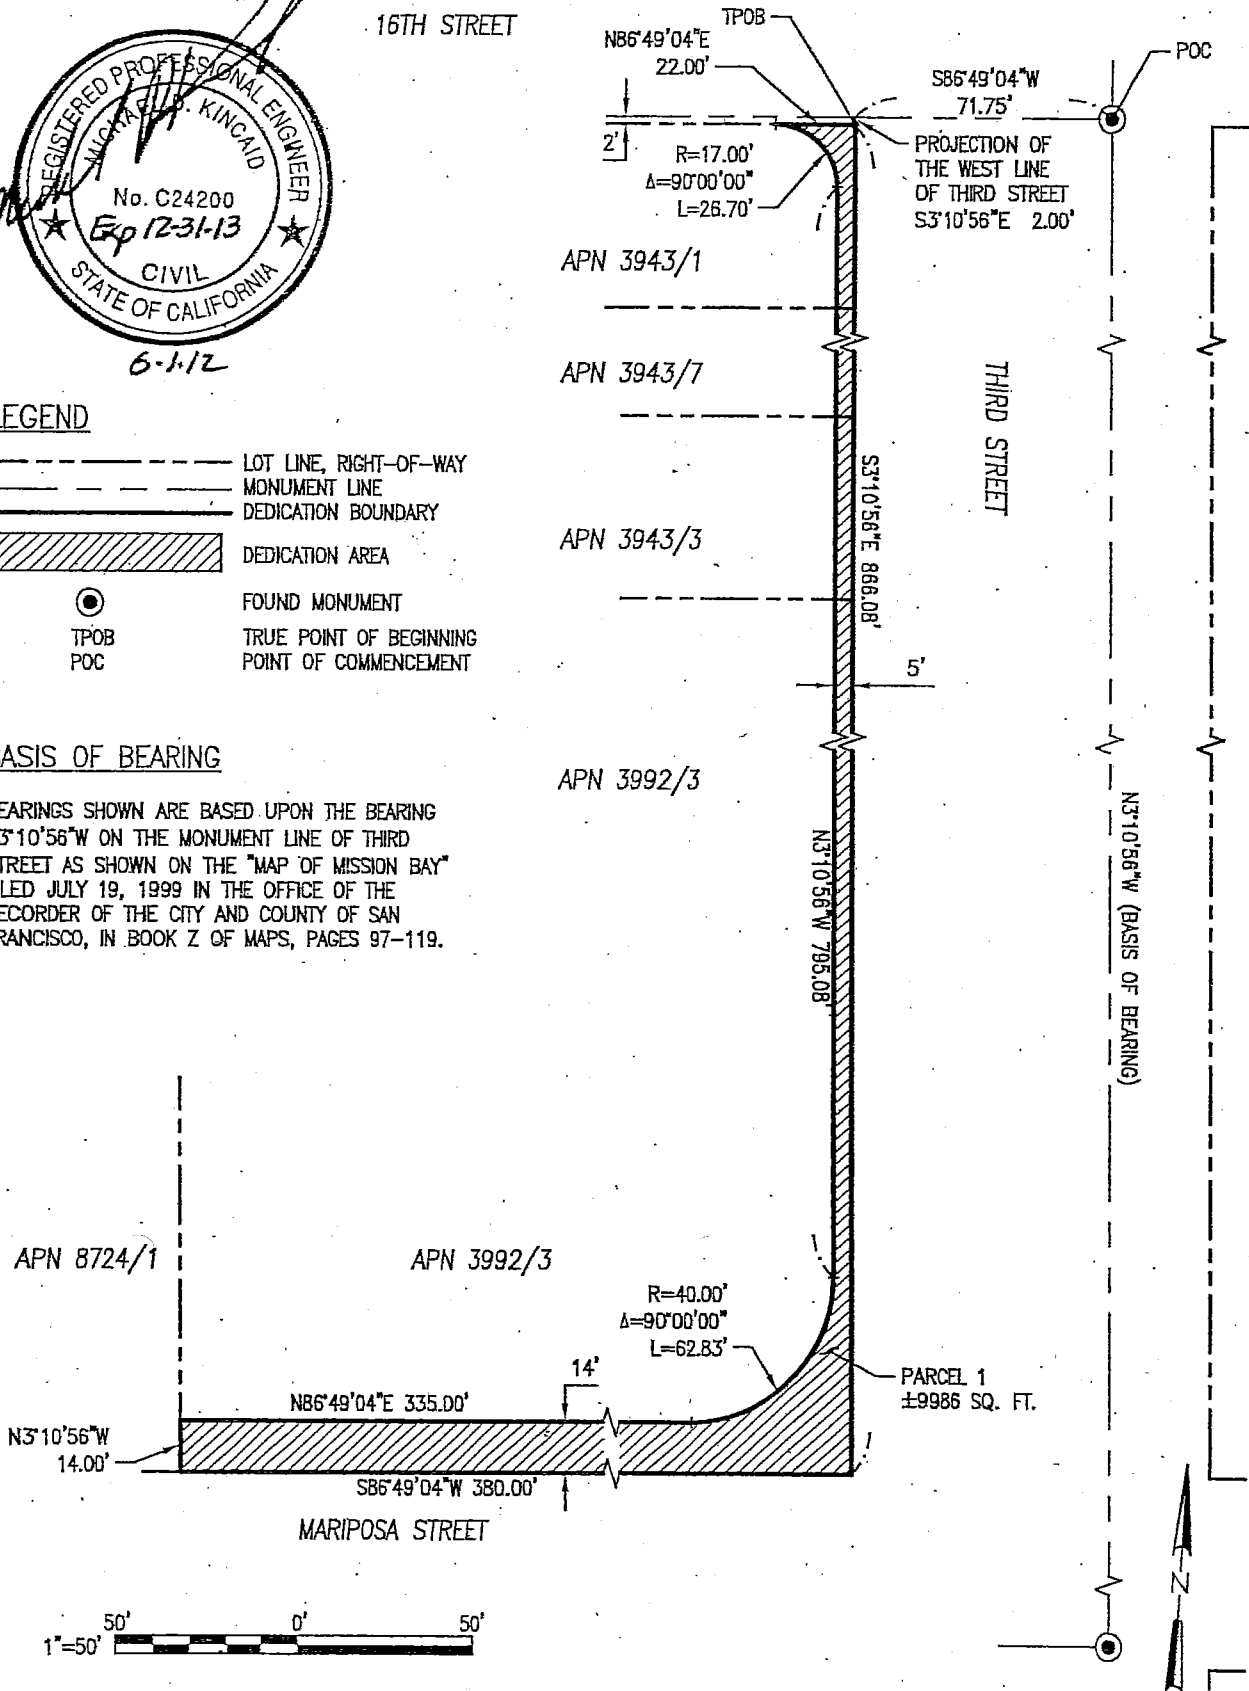 16TH STREET
TPOB
N86°49'04"E
22.00'
S86°49'04"W
71.75'
POC
2'
R=17.00'
Δ=90°00'00"
L=26.70'
PROJECTION OF
THE WEST LINE
OF THIRD STREET
S3°10'56"E 2.00'
REGISTERED PROFESSIONAL ENGINEER
MICHAEL D. KINCAID
No. C24200
Exp 12-31-13
CIVIL
STATE OF CALIFORNIA
6-1-12
APN 3943/1
APN 3943/7
THIRD STREET
EGEND
LOT LINE, RIGHT-OF-WAY
MONUMENT LINE
DEDICATION BOUNDARY
DEDICATION AREA
FOUND MONUMENT
TPOB TRUE POINT OF BEGINNING
POC POINT OF COMMENCEMENT
APN 3943/3
S3°10'56"E 866.08'
5'
ASIS OF BEARING
EARINGS SHOWN ARE BASED UPON THE BEARING
3°10'56"W ON THE MONUMENT LINE OF THIRD
TREET AS SHOWN ON THE "MAP OF MISSION BAY"
LED JULY 19, 1999 IN THE OFFICE OF THE
ECORDER OF THE CITY AND COUNTY OF SAN
RANCISCO, IN BOOK Z OF MAPS, PAGES 97-119.
APN 3992/3
N3°10'56"W 795.08'
N3°10'56"W (BASIS OF BEARING)
APN 8724/1
APN 3992/3
R=40.00'
Δ=90°00'00"
L=62.83'
14'
PARCEL 1
±9986 SQ. FT.
N86°49'04"E 335.00'
N3°10'56"W
14.00'
S86°49'04"W 380.00'
MARIPOSA STREET
50' 0' 50'
1"=50'
N